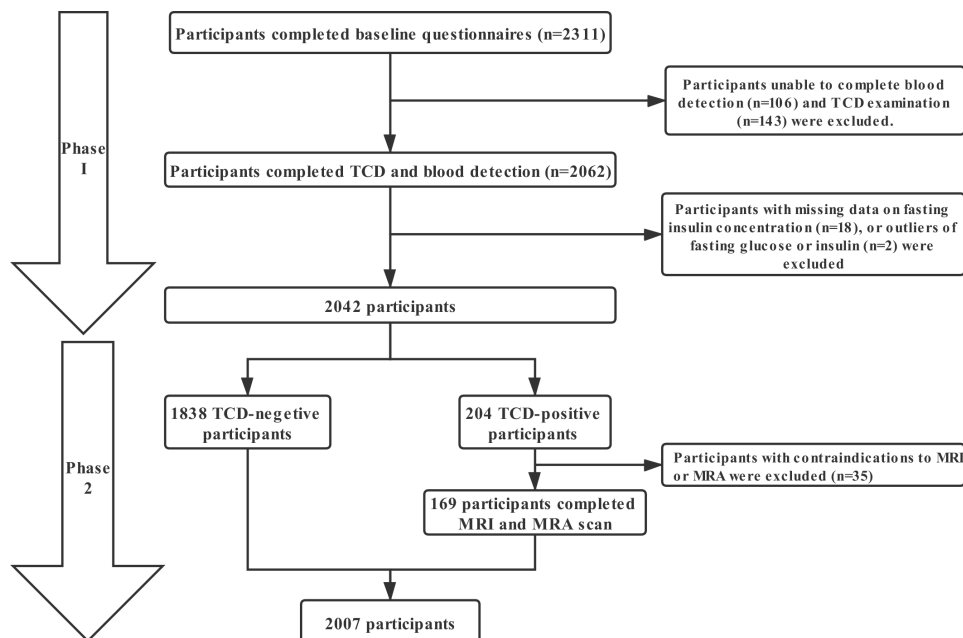 Participants completed baseline questionnaires (n=2311)
Participants unable to complete blood
detection (n=106) and TCD examination
(n=143) were excluded.
Phase
I
Participants completed TCD and blood detection (n=2062)
Participants with missing data on fasting
insulin concentration (n=18), or outliers of
fasting glucose or insulin (n=2) were
excluded
2042 participants
1838 TCD-negetive
participants
204 TCD-positive
participants
Phase
2
Participants with contraindications to MRI
or MRA were excluded (n=35)
169 participants completed
MRI and MRA scan
2007 participants